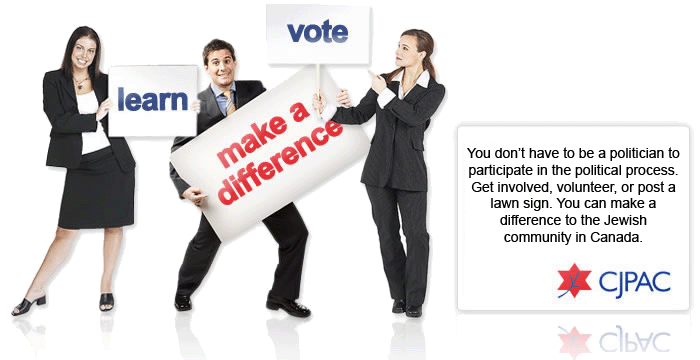 learn
make a
difference
vote
You don't have to be a politician to
participate in the political process.
Get involved, volunteer, or post a
lawn sign. You can make a
difference to the Jewish
community in Canada.
CJPAC